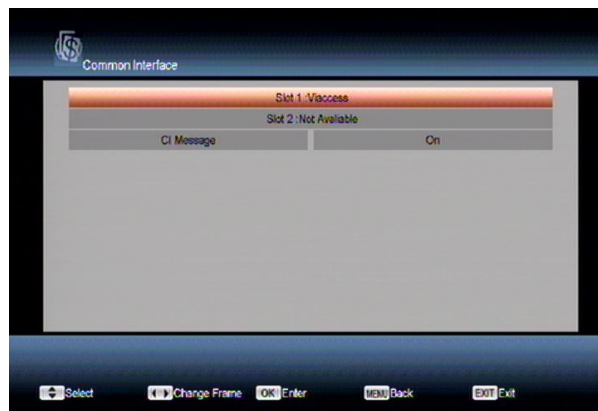 Common Interface
Slot 1 :Viaccess
Slot 2 :Not Avaliable
CI Message On
Select Change Frame OK Enter MENU Back EXIT Exit